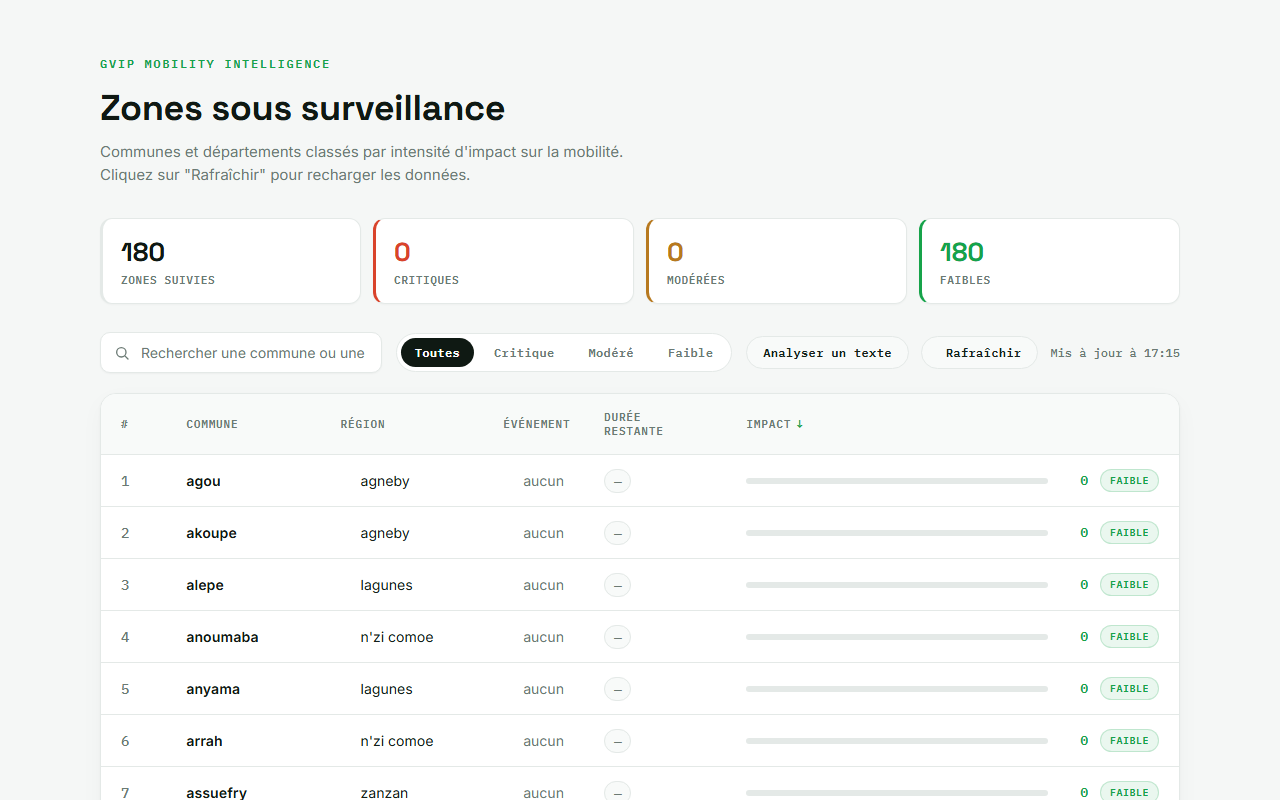 GVIP MOBILITY INTELLIGENCE
Zones sous surveillance
Communes et départements classés par intensité d'impact sur la mobilité.
Cliquez sur "Rafraîchir" pour recharger les données.
180
ZONES SUIVIES
0
CRITIQUES
0
MODÉRÉES
180
FAIBLES
Rechercher une commune ou une
Toutes Critique Modéré Faible
Analyser un texte
Rafraîchir
Mis à jour à 17:15
# COMMUNE RÉGION ÉVÉNEMENT DURÉE RESTANTE IMPACT ↓
1 agou agneby aucun — 0 FAIBLE
2 akoupe agneby aucun — 0 FAIBLE
3 alepe lagunes aucun — 0 FAIBLE
4 anoumaba n'zi comoe aucun — 0 FAIBLE
5 anyama lagunes aucun — 0 FAIBLE
6 arrah n'zi comoe aucun — 0 FAIBLE
7 assuefry zanzan aucun — 0 FAIBLE